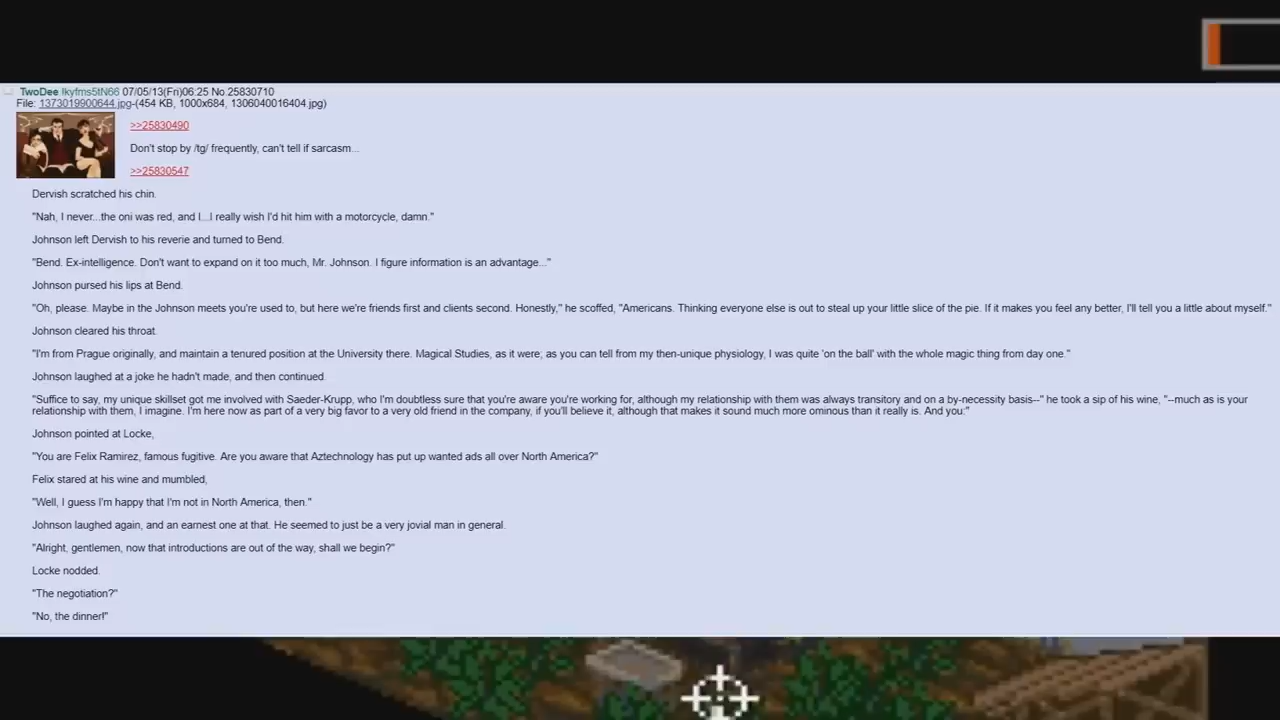 TwoDee !kyfms5tN66 07/05/13(Fri)06:25 No.25830710
File: 1373019900644.jpg-(454 KB, 1000x684, 1306040016404.jpg)
>>25830490
Don't stop by /tg/ frequently, can't tell if sarcasm...
>>25830547
Dervish scratched his chin.
"Nah, I never...the oni was red, and I...I really wish I'd hit him with a motorcycle, damn."
Johnson left Dervish to his reverie and turned to Bend.
"Bend. Ex-intelligence. Don't want to expand on it too much, Mr. Johnson. I figure information is an advantage..."
Johnson pursed his lips at Bend.
"Oh, please. Maybe in the Johnson meets you're used to, but here we're friends first and clients second. Honestly," he scoffed, "Americans. Thinking everyone else is out to steal up your little slice of the pie. If it makes you feel any better, I'll tell you a little about myself."
Johnson cleared his throat.
"I'm from Prague originally, and maintain a tenured position at the University there. Magical Studies, as it were; as you can tell from my then-unique physiology, I was quite 'on the ball' with the whole magic thing from day one."
Johnson laughed at a joke he hadn't made, and then continued.
"Suffice to say, my unique skillset got me involved with Saeder-Krupp, who I'm doubtless sure that you're aware you're working for, although my relationship with them was always transitory and on a by-necessity basis--" he took a sip of his wine, "--much as is your
relationship with them, I imagine. I'm here now as part of a very big favor to a very old friend in the company, if you'll believe it, although that makes it sound much more ominous than it really is. And you:"
Johnson pointed at Locke,
"You are Felix Ramirez, famous fugitive. Are you aware that Aztechnology has put up wanted ads all over North America?"
Felix stared at his wine and mumbled,
"Well, I guess I'm happy that I'm not in North America, then."
Johnson laughed again, and an earnest one at that. He seemed to just be a very jovial man in general.
"Alright, gentlemen, now that introductions are out of the way, shall we begin?"
Locke nodded.
"The negotiation?"
"No, the dinner!"